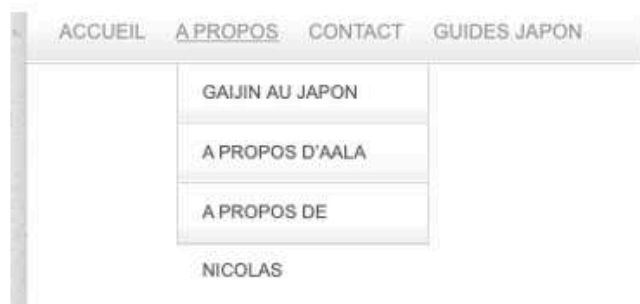 ACCUEIL A PROPOS CONTACT GUIDES JAPON
GAIJIN AU JAPON
A PROPOS D'AALA
A PROPOS DE
NICOLAS